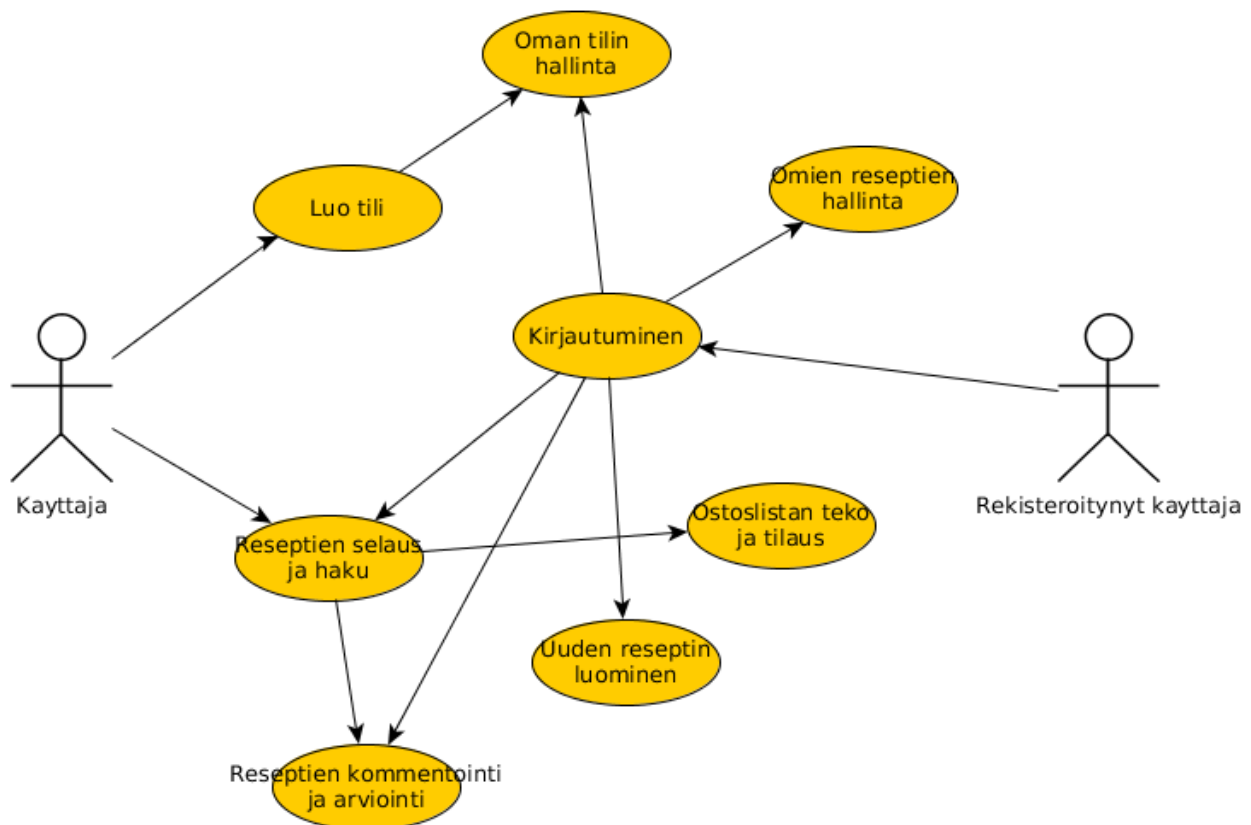 Oman tilin
hallinta
Omien reseptien
hallinta
Luo tili
Kirjautuminen
Kayttaja
Rekisteroitynyt kayttaja
Ostoslistan teko
ja tilaus
Reseptien selaus
ja haku
Uuden reseptin
luominen
Reseptien kommentointi
ja arviointi